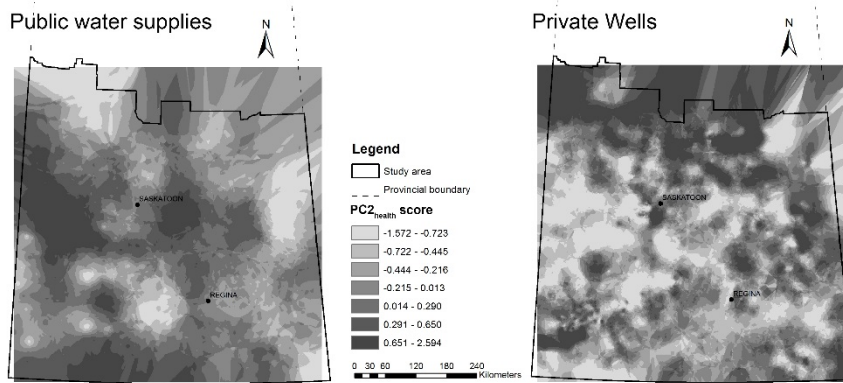 Public water supplies
N
SASKATOON
REGINA
Legend
Study area
Provincial boundary
PC2health score
-1.572 - -0.723
-0.722 - -0.445
-0.444 - -0.216
-0.215 - 0.013
0.014 - 0.290
0.291 - 0.650
0.651 - 2.594
0 30 60 120 180 240
Kilometers
Private Wells
N
SASKATOON
REGINA